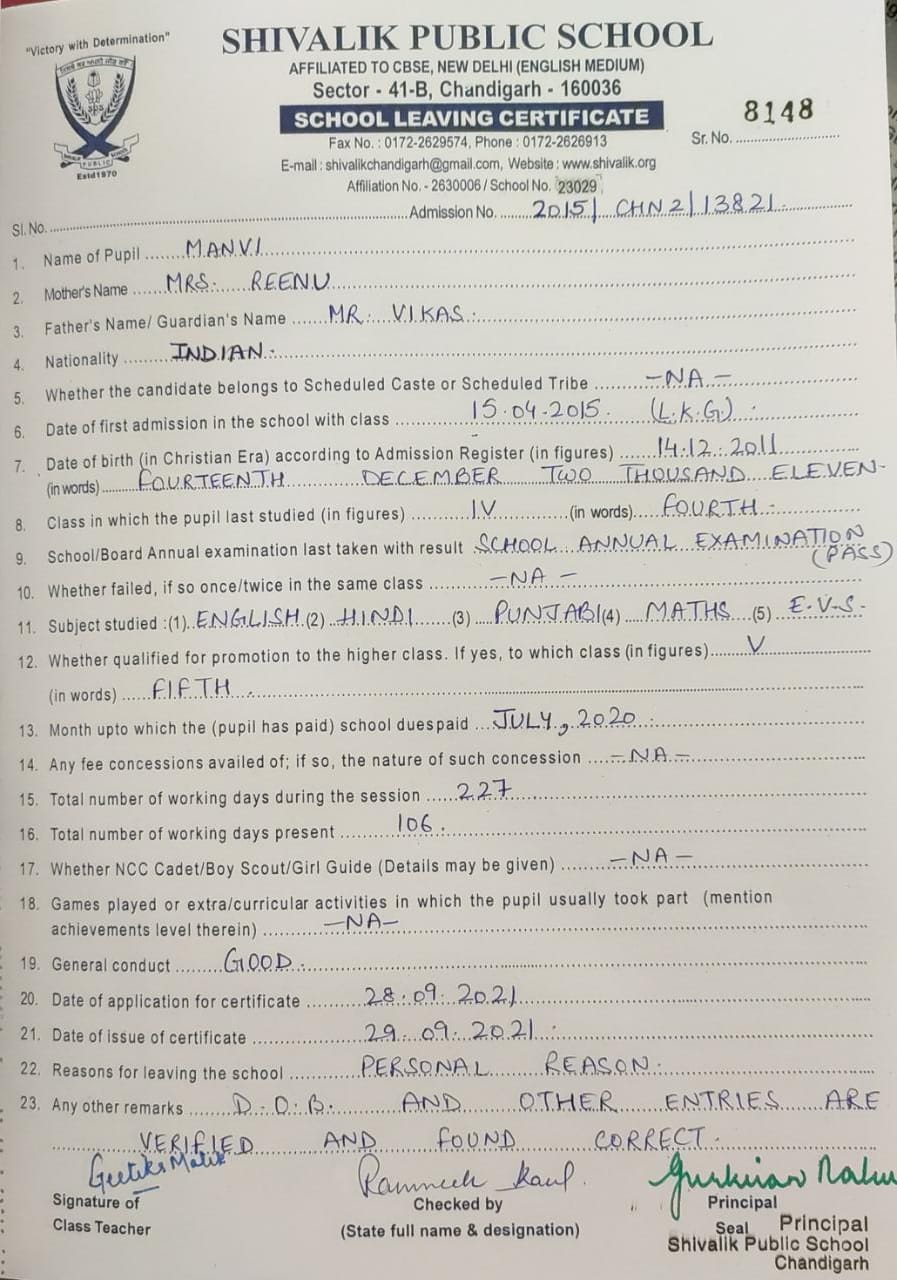 "Victory with Determination"
SHIVALIK PUBLIC SCHOOL
AFFILIATED TO CBSE, NEW DELHI (ENGLISH MEDIUM)
Sector - 41-B, Chandigarh - 160036
SCHOOL LEAVING CERTIFICATE
Sr. No. 8148
Fax No. : 0172-2629574, Phone : 0172-2626913
E-mail : shivalikchandigarh@gmail.com, Website : www.shivalik.org
Affiliation No. - 2630006 / School No. 23029
sps
PUBLIC
Estd1970
Sl. No. Admission No. 2015/ CHN2/13821.
1. Name of Pupil MANVI
2. Mother's Name MRS. REENU
3. Father's Name/ Guardian's Name MR. VIKAS.
4. Nationality INDIAN.
5. Whether the candidate belongs to Scheduled Caste or Scheduled Tribe -NA-
6. Date of first admission in the school with class 15.04.2015. (L.K.G).
7. Date of birth (in Christian Era) according to Admission Register (in figures) 14.12.2011
(in words) FOURTEENTH DECEMBER TWO THOUSAND ELEVEN-
8. Class in which the pupil last studied (in figures) IV (in words) FOURTH.
9. School/Board Annual examination last taken with result SCHOOL ANNUAL EXAMINATION
(PASS)
10. Whether failed, if so once/twice in the same class -NA-
11. Subject studied :(1) ENGLISH (2) HINDI (3) PUNJABI (4) MATHS (5) E.V.S.
12. Whether qualified for promotion to the higher class. If yes, to which class (in figures) V
(in words) FIFTH.
13. Month upto which the (pupil has paid) school duespaid JULY, 2020.
14. Any fee concessions availed of; if so, the nature of such concession -NA-
15. Total number of working days during the session 227
16. Total number of working days present 106.
17. Whether NCC Cadet/Boy Scout/Girl Guide (Details may be given) -NA-
18. Games played or extra/curricular activities in which the pupil usually took part (mention
achievements level therein) -NA-
19. General conduct GOOD.
20. Date of application for certificate 28.09.2021
21. Date of issue of certificate 29.09.2021.
22. Reasons for leaving the school PERSONAL REASON.
23. Any other remarks D.O.B. AND OTHER ENTRIES ARE
VERIFIED AND FOUND CORRECT.
Geetika Malik
Signature of
Class Teacher
Ramneek Kaul.
Checked by
(State full name & designation)
Principal
Seal Principal
Shivalik Public School
Chandigarh